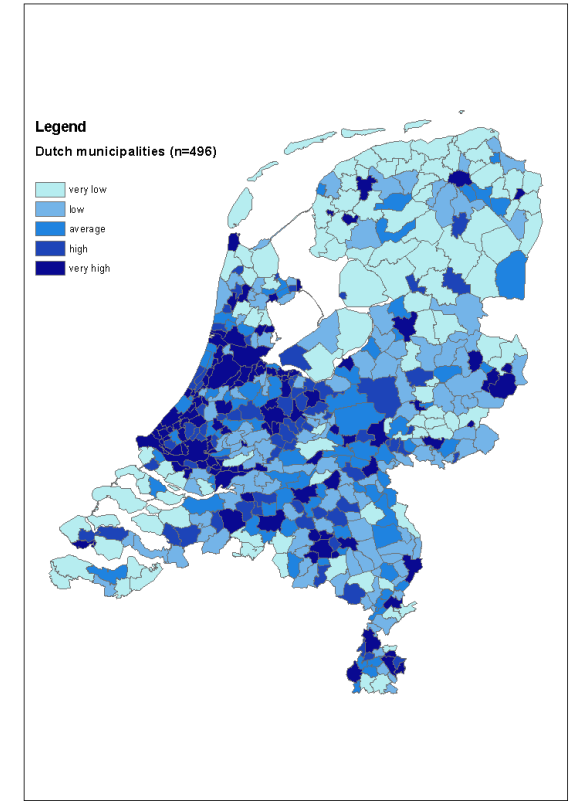 Legend
Dutch municipalities (n=496)
very low
low
average
high
very high